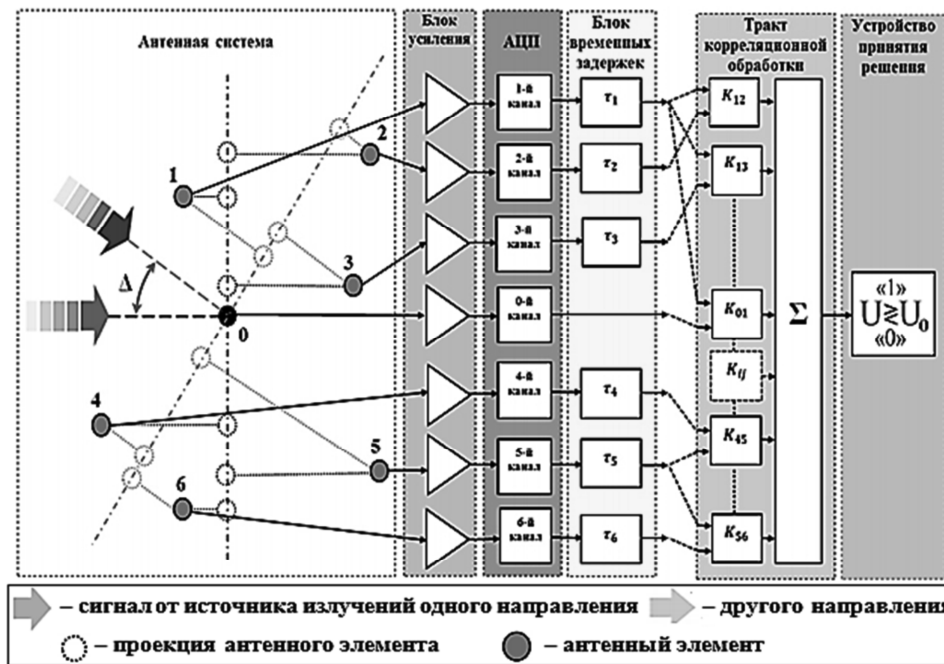 Антенная система
Блок
усиления
АЦП
Блок
временных
задержек
Тракт
корреляционной
обработки
Устройство
принятия
решения
1-й
канал
τ1
K12
2
1
2-й
канал
τ2
K13
3-й
канал
τ3
3
Δ
0
0-й
канал
K01
Σ
«1»
U≷U0
«0»
Kij
4
4-й
канал
τ4
K45
5
5-й
канал
τ5
6
6-й
канал
τ6
K56
– сигнал от источника излучений одного направления
– другого направления
– проекция антенного элемента
– антенный элемент